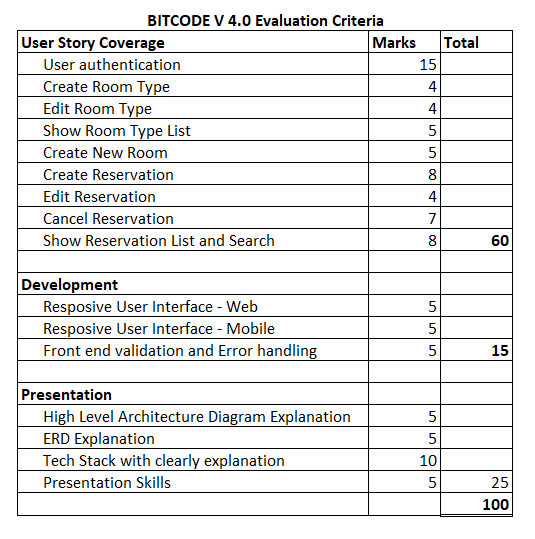 BITCODE V 4.0 Evaluation Criteria
User Story Coverage Marks Total
User authentication 15
Create Room Type 4
Edit Room Type 4
Show Room Type List 5
Create New Room 5
Create Reservation 8
Edit Reservation 4
Cancel Reservation 7
Show Reservation List and Search 8 60
Development
Resposive User Interface - Web 5
Resposive User Interface - Mobile 5
Front end validation and Error handling 5 15
Presentation
High Level Architecture Diagram Explanation 5
ERD Explanation 5
Tech Stack with clearly explanation 10
Presentation Skills 5 25
100